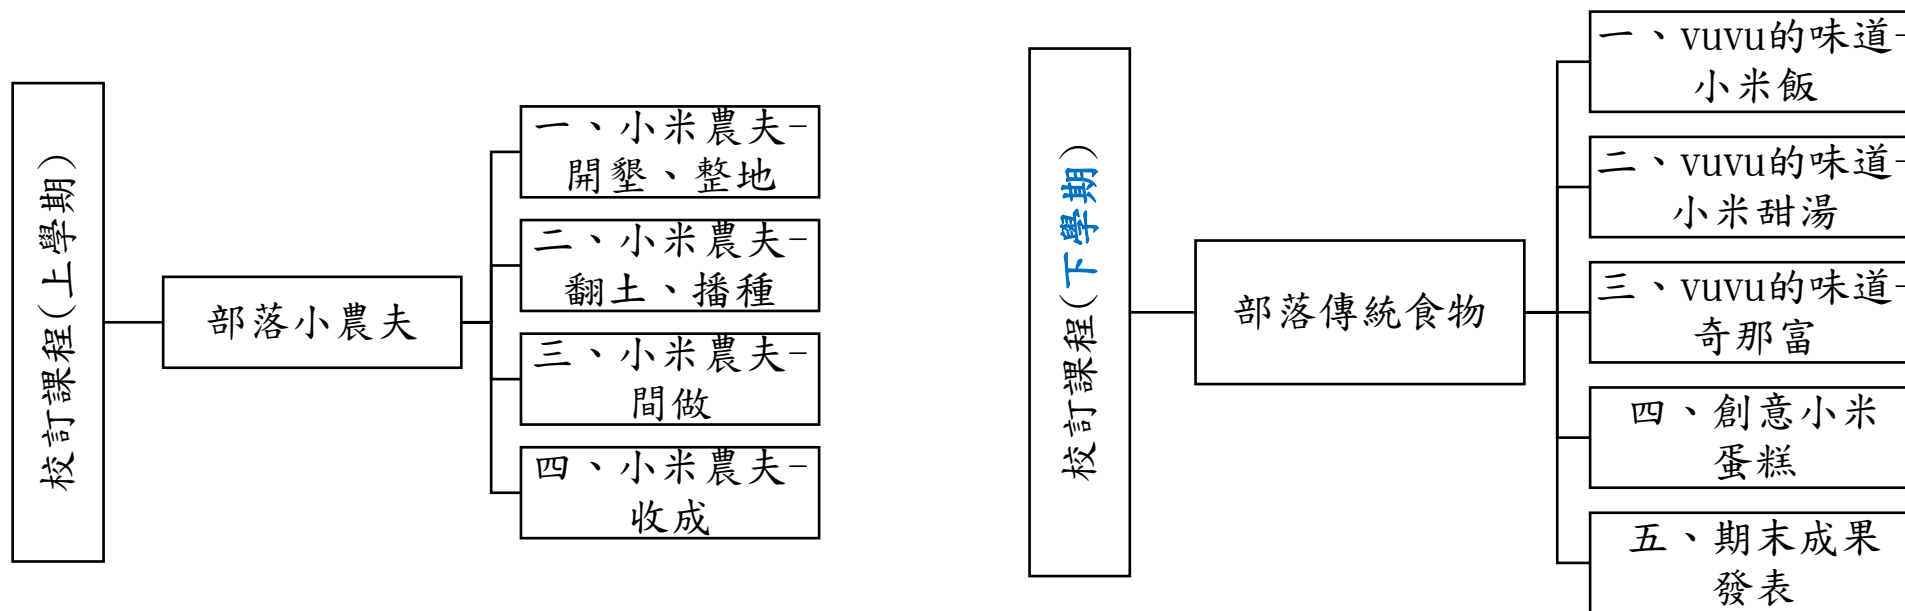 校訂課程(上學期)
部落小農夫
一、小米農夫-
開墾、整地
二、小米農夫-
翻土、播種
三、小米農夫-
間做
四、小米農夫-
收成
校訂課程(下學期)
部落傳統食物
一、vuvu的味道-
小米飯
二、vuvu的味道-
小米甜湯
三、vuvu的味道-
奇那富
四、創意小米
蛋糕
五、期末成果
發表